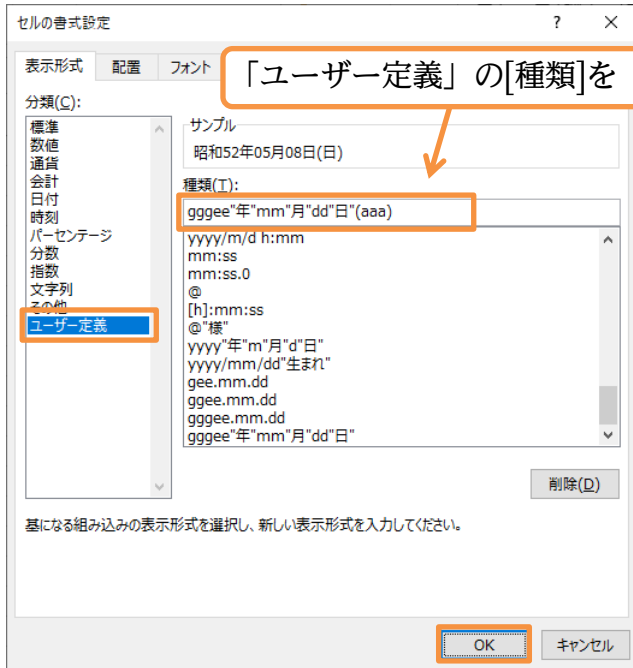 セルの書式設定
? ×
表示形式 配置 フォント
「ユーザー定義」の[種類]を
分類(C):
標準
数値
通貨
会計
日付
時刻
パーセンテージ
分数
指数
文字列
その他
ユーザー定義
サンプル
昭和52年05月08日(日)
種類(T):
gggee"年"mm"月"dd"日"(aaa)
yyyy/m/d h:mm
mm:ss
mm:ss.0
@
[h]:mm:ss
@"様"
yyyy"年"m"月"d"日"
yyyy/mm/dd"生まれ"
gee.mm.dd
ggee.mm.dd
gggee.mm.dd
gggee"年"mm"月"dd"日"
削除(D)
基になる組み込みの表示形式を選択し、新しい表示形式を入力してください。
OK キャンセル